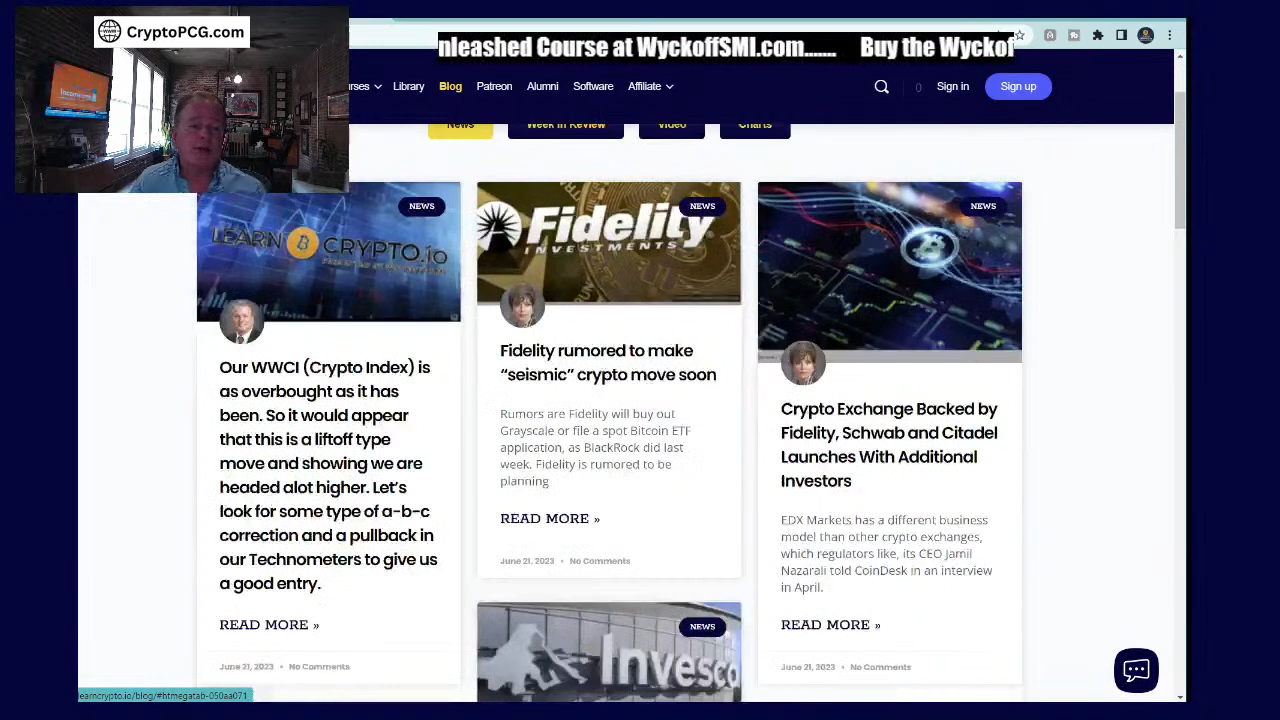 CryptoPCG.com
nleashed Course at WyckoffSMI.com....... Buy the Wyckof
rses Library Blog Patreon Alumni Software Affiliate
0 Sign in Sign up
News Week In Review Video Charts
NEWS
LEARN CRYPTO.IO
Our WWCI (Crypto Index) is
as overbought as it has
been. So it would appear
that this is a liftoff type
move and showing we are
headed alot higher. Let's
look for some type of a-b-c
correction and a pullback in
our Technometers to give us
a good entry.
READ MORE »
June 21, 2023 • No Comments
NEWS
Fidelity
INVESTMENTS
Fidelity rumored to make
“seismic” crypto move soon
Rumors are Fidelity will buy out
Grayscale or file a spot Bitcoin ETF
application, as BlackRock did last
week. Fidelity is rumored to be
planning
READ MORE »
June 21, 2023 • No Comments
NEWS
Crypto Exchange Backed by
Fidelity, Schwab and Citadel
Launches With Additional
Investors
EDX Markets has a different business
model than other crypto exchanges,
which regulators like, its CEO Jamil
Nazarali told CoinDesk in an interview
in April.
READ MORE »
June 21, 2023 • No Comments
NEWS
Invesco
learncrypto.io/blog/#htmegatab-050aa071